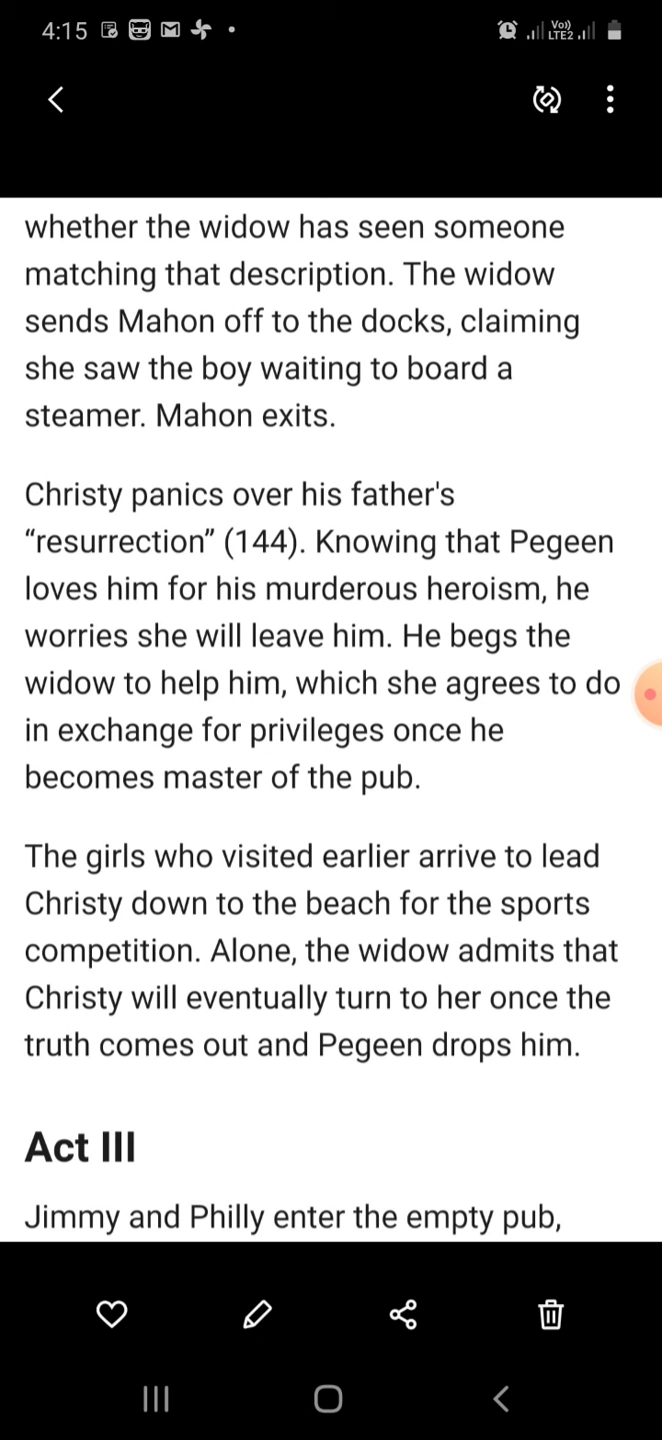 4:15
Vo))
LTE2
whether the widow has seen someone
matching that description. The widow
sends Mahon off to the docks, claiming
she saw the boy waiting to board a
steamer. Mahon exits.
Christy panics over his father's
“resurrection” (144). Knowing that Pegeen
loves him for his murderous heroism, he
worries she will leave him. He begs the
widow to help him, which she agrees to do
in exchange for privileges once he
becomes master of the pub.
The girls who visited earlier arrive to lead
Christy down to the beach for the sports
competition. Alone, the widow admits that
Christy will eventually turn to her once the
truth comes out and Pegeen drops him.
Act III
Jimmy and Philly enter the empty pub,